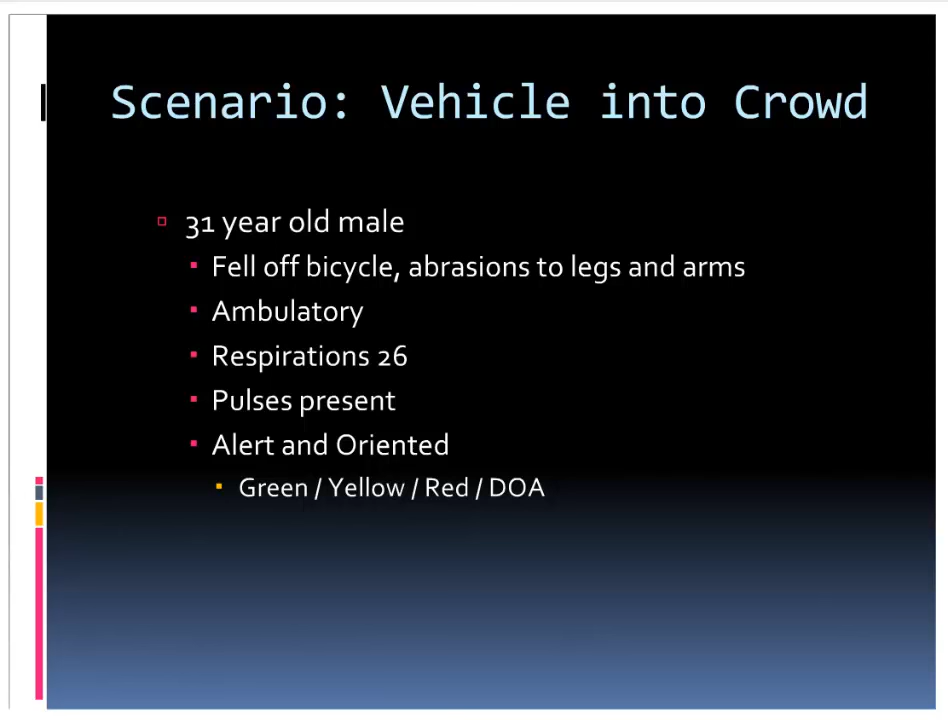 Scenario: Vehicle into Crowd
31 year old male
Fell off bicycle, abrasions to legs and arms
Ambulatory
Respirations 26
Pulses present
Alert and Oriented
Green / Yellow / Red / DOA